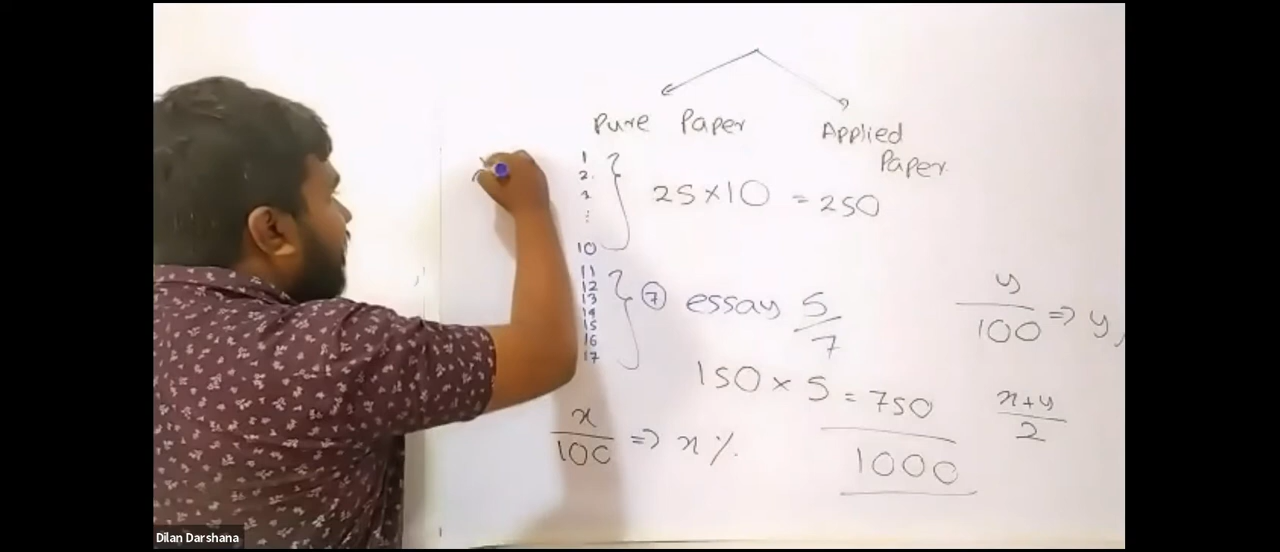 Pure Paper
Applied
Paper
1
2.
3
⋮
10
25 × 10 = 250
11
12
13
14
15
16
17
7 essay 5/7
150 × 5 = 750
1000
x/100 ⇒ x %.
y/100 ⇒ y
x+y/2
Dilan Darshana